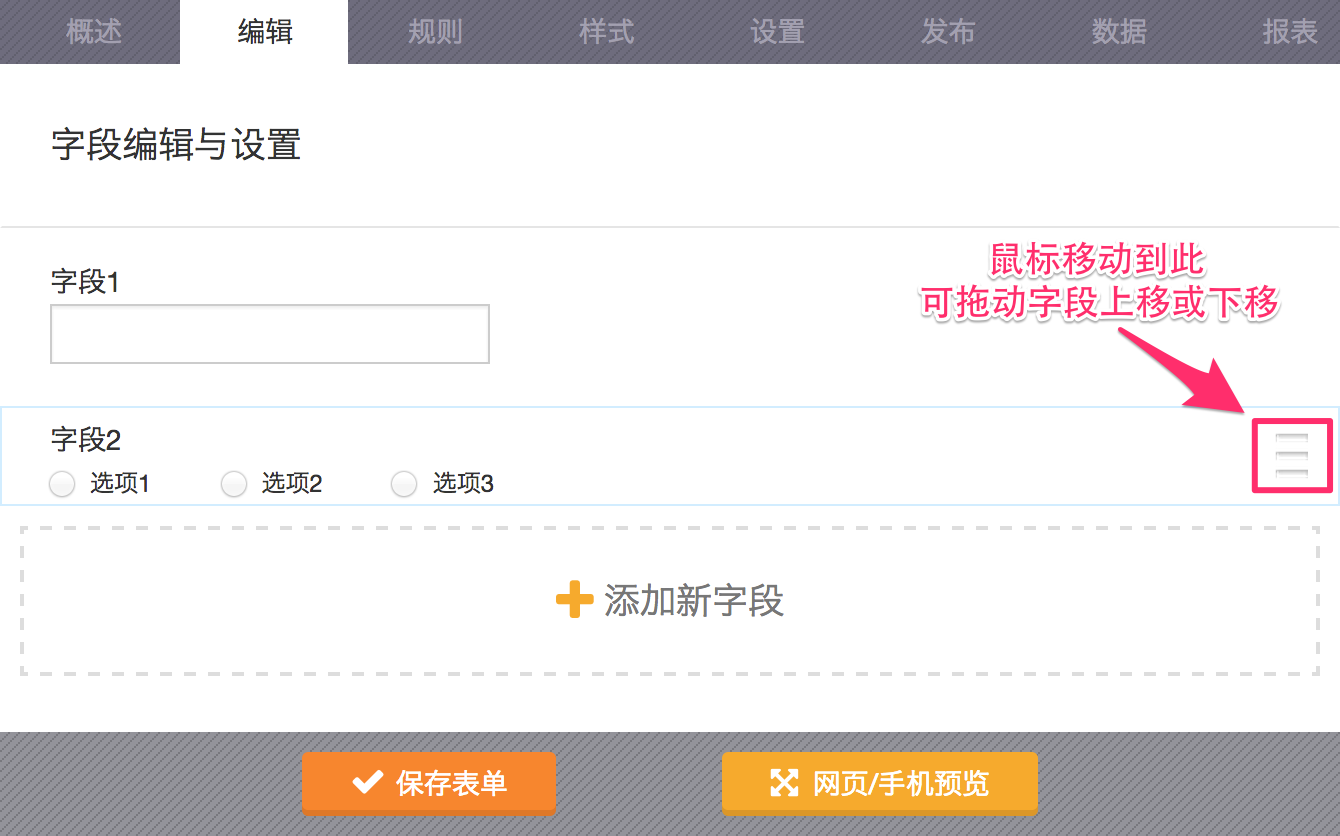 概述 编辑 规则 样式 设置 发布 数据 报表
字段编辑与设置
鼠标移动到此
可拖动字段上移或下移
字段1
字段2
选项1 选项2 选项3
添加新字段
保存表单 网页/手机预览